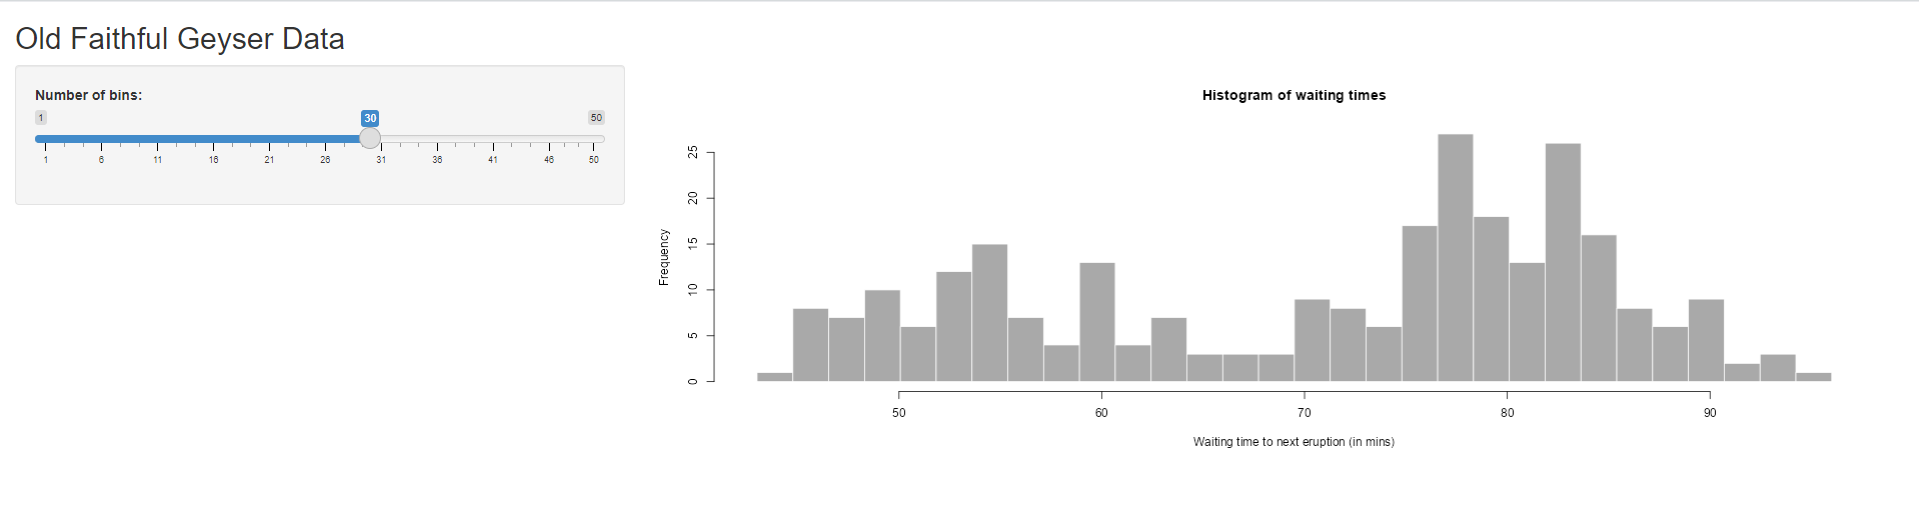 Old Faithful Geyser Data
Number of bins:
1 30 50
1 6 11 16 21 26 31 36 41 46 50
Histogram of waiting times
Frequency
25
20
15
10
5
0
50 60 70 80 90
Waiting time to next eruption (in mins)